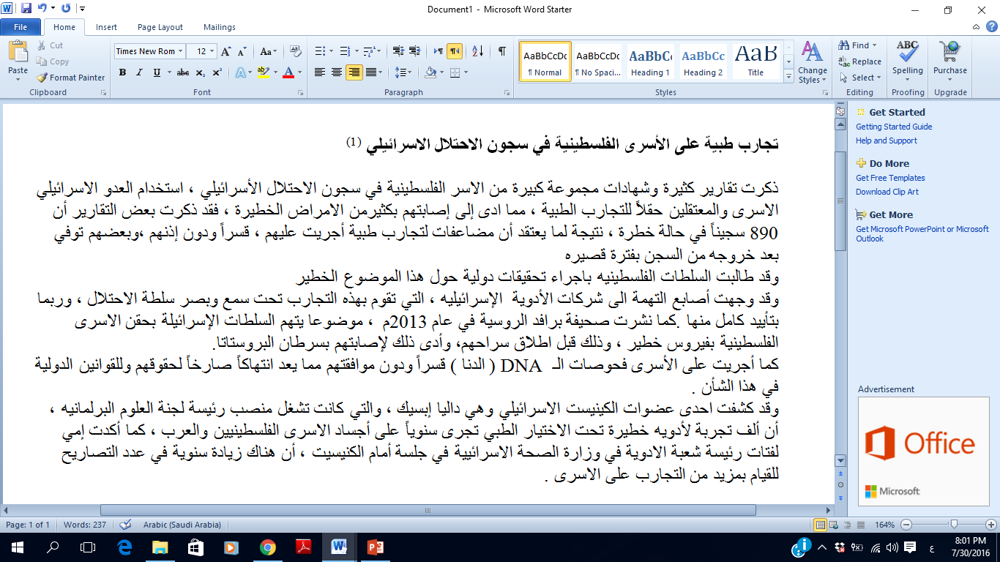 Document1 - Microsoft Word Starter
File Home Insert Page Layout Mailings
Paste
Cut
Copy
Format Painter
Clipboard
Times New Rom 12
Font
Paragraph
AaBbCcDc AaBbCcDc AaBbC AaBbCc AaB
¶ Normal ¶ No Spaci... Heading 1 Heading 2 Title
Change Styles
Styles
Find
Replace
Select
Editing
Spelling
Proofing
Purchase
Upgrade
تجارب طبية على الأسرى الفلسطينية في سجون الاحتلال الاسرائيلي (1)
ذكرت تقارير كثيرة وشهادات مجموعة كبيرة من الاسر الفلسطينية في سجون الاحتلال الأسرائيلي ، استخدام العدو الاسرائيلي
الاسرى والمعتقلين حقلاً للتجارب الطبية ، مما ادى إلى إصابتهم بكثيرمن الامراض الخطيرة ، فقد ذكرت بعض التقارير أن
890 سجيناً في حالة خطرة ، نتيجة لما يعتقد أن مضاعفات لتجارب طبية أجريت عليهم ، قسراً ودون إذنهم ،وبعضهم توفي
بعد خروجه من السجن بفترة قصيره
وقد طالبت السلطات الفلسطينيه باجراء تحقيقات دولية حول هذا الموضوع الخطير
وقد وجهت أصابع التهمة الى شركات الأدوية الإسرائيليه ، التي تقوم بهذه التجارب تحت سمع وبصر سلطة الاحتلال ، وربما
بتأييد كامل منها .كما نشرت صحيفة برافد الروسية في عام 2013م ، موضوعا يتهم السلطات الإسرائيلة بحقن الاسرى
الفلسطينية بفيروس خطير ، وذلك قبل اطلاق سراحهم، وأدى ذلك لإصابتهم بسرطان البروستاتا.
كما أجريت على الأسرى فحوصات الـ DNA ( الدنا ) قسراً ودون موافقتهم مما يعد انتهاكاً صارخاً لحقوقهم وللقوانين الدولية
في هذا الشأن .
وقد كشفت احدى عضوات الكينيست الاسرائيلي وهي داليا إبسيك ، والتي كانت تشغل منصب رئيسة لجنة العلوم البرلمانيه ،
أن ألف تجربة لأدويه خطيرة تحت الاختيار الطبي تجرى سنوياً على أجساد الاسرى الفلسطينيين والعرب ، كما أكدت إمي
لفتات رئيسة شعبة الادوية في وزارة الصحة الاسرائيية في جلسة أمام الكنيسيت ، أن هناك زيادة سنوية في عدد التصاريح
للقيام بمزيد من التجارب على الاسرى .
Get Started
Getting Started Guide
Help and Support
Do More
Get Free Templates
Download Clip Art
Get More
Get Microsoft PowerPoint or Microsoft
Outlook
Advertisement
Office
Microsoft
Page: 1 of 1 Words: 237 Arabic (Saudi Arabia) 164%
ع 8:01 PM
7/30/2016